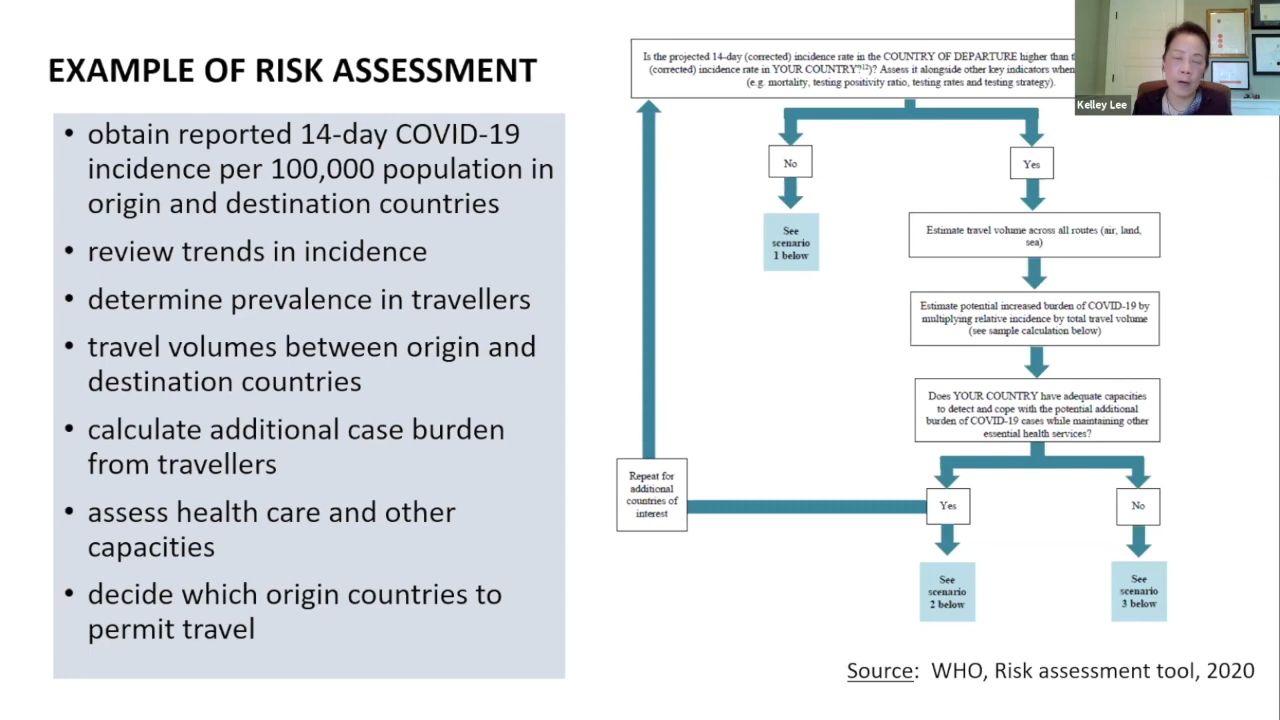 EXAMPLE OF RISK ASSESSMENT
• obtain reported 14-day COVID-19
incidence per 100,000 population in
origin and destination countries
• review trends in incidence
• determine prevalence in travellers
• travel volumes between origin and
destination countries
• calculate additional case burden
from travellers
• assess health care and other
capacities
• decide which origin countries to
permit travel
Is the projected 14-day (corrected) incidence rate in the COUNTRY OF DEPARTURE higher than
(corrected) incidence rate in YOUR COUNTRY?¹²)? Assess it alongside other key indicators when
(e.g. mortality, testing positivity ratio, testing rates and testing strategy).
Kelley Lee
No
Yes
See
scenario
1 below
Estimate travel volume across all routes (air, land,
sea)
Estimate potential increased burden of COVID-19 by
multiplying relative incidence by total travel volume
(see sample calculation below)
Does YOUR COUNTRY have adequate capacities
to detect and cope with the potential additional
burden of COVID-19 cases while maintaining other
essential health services?
Repeat for
additional
countries of
interest
Yes
No
See
scenario
2 below
See
scenario
3 below
Source: WHO, Risk assessment tool, 2020